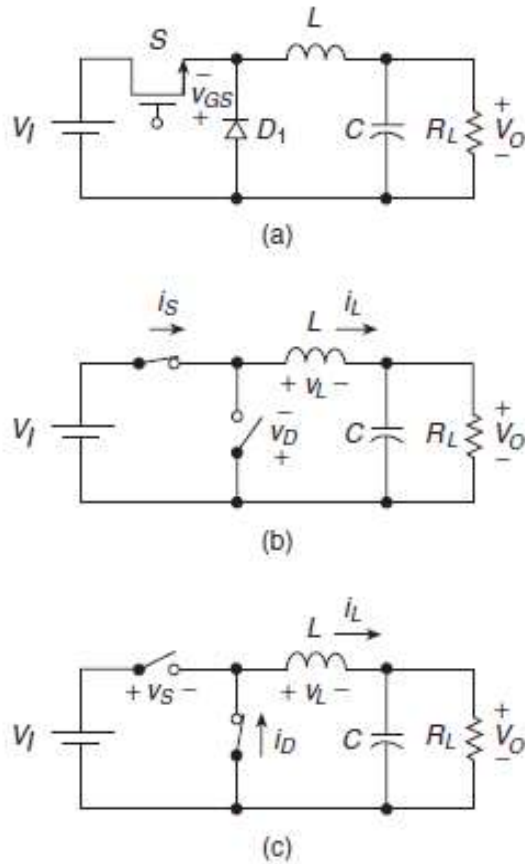 S
L
−
v_GS
+
V_I
D_1
C
R_L
+
V_O
−
(a)
i_S
L
i_L
+ v_L −
V_I
−
v_D
+
C
R_L
+
V_O
−
(b)
L
i_L
+ v_S −
+ v_L −
V_I
i_D
C
R_L
+
V_O
−
(c)